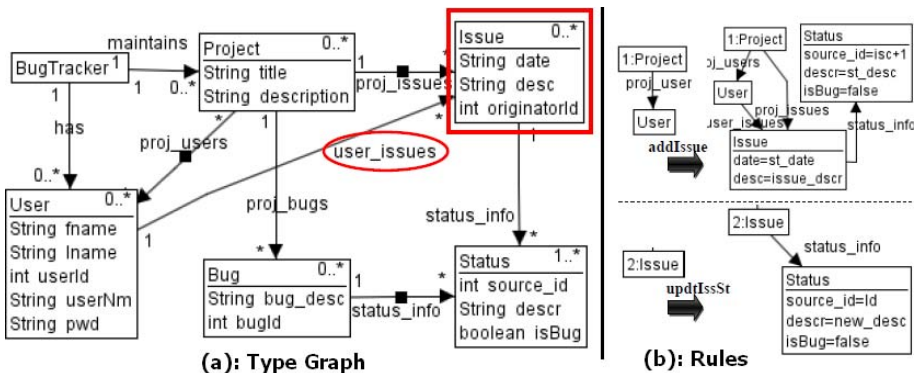 maintains
BugTracker 1
1
1
0..*
has
0..*
Project 0..*
String title
String description
1
proj_issues
*
Issue 0..*
String date
String desc
int originatorId
*
proj_users
*
1
user_issues
*
1
User 0..*
String fname
String lname
int userId
String userNm
String pwd
1
proj_bugs
*
status_info
*
Bug 0..*
String bug_desc
int bugId
1
status_info
*
Status 1..*
int source_id
String descr
boolean isBug
(a): Type Graph
1:Project
proj_user
User
addIssue
1:Project
oj_users
User
user_issues
proj_issues
Issue
date=st_date
desc=issue_dscr
Status
source_id=isc+1
descr=st_desc
isBug=false
status_info
2:Issue
updtIssSt
2:Issue
status_info
Status
source_id=Id
descr=new_desc
isBug=false
(b): Rules